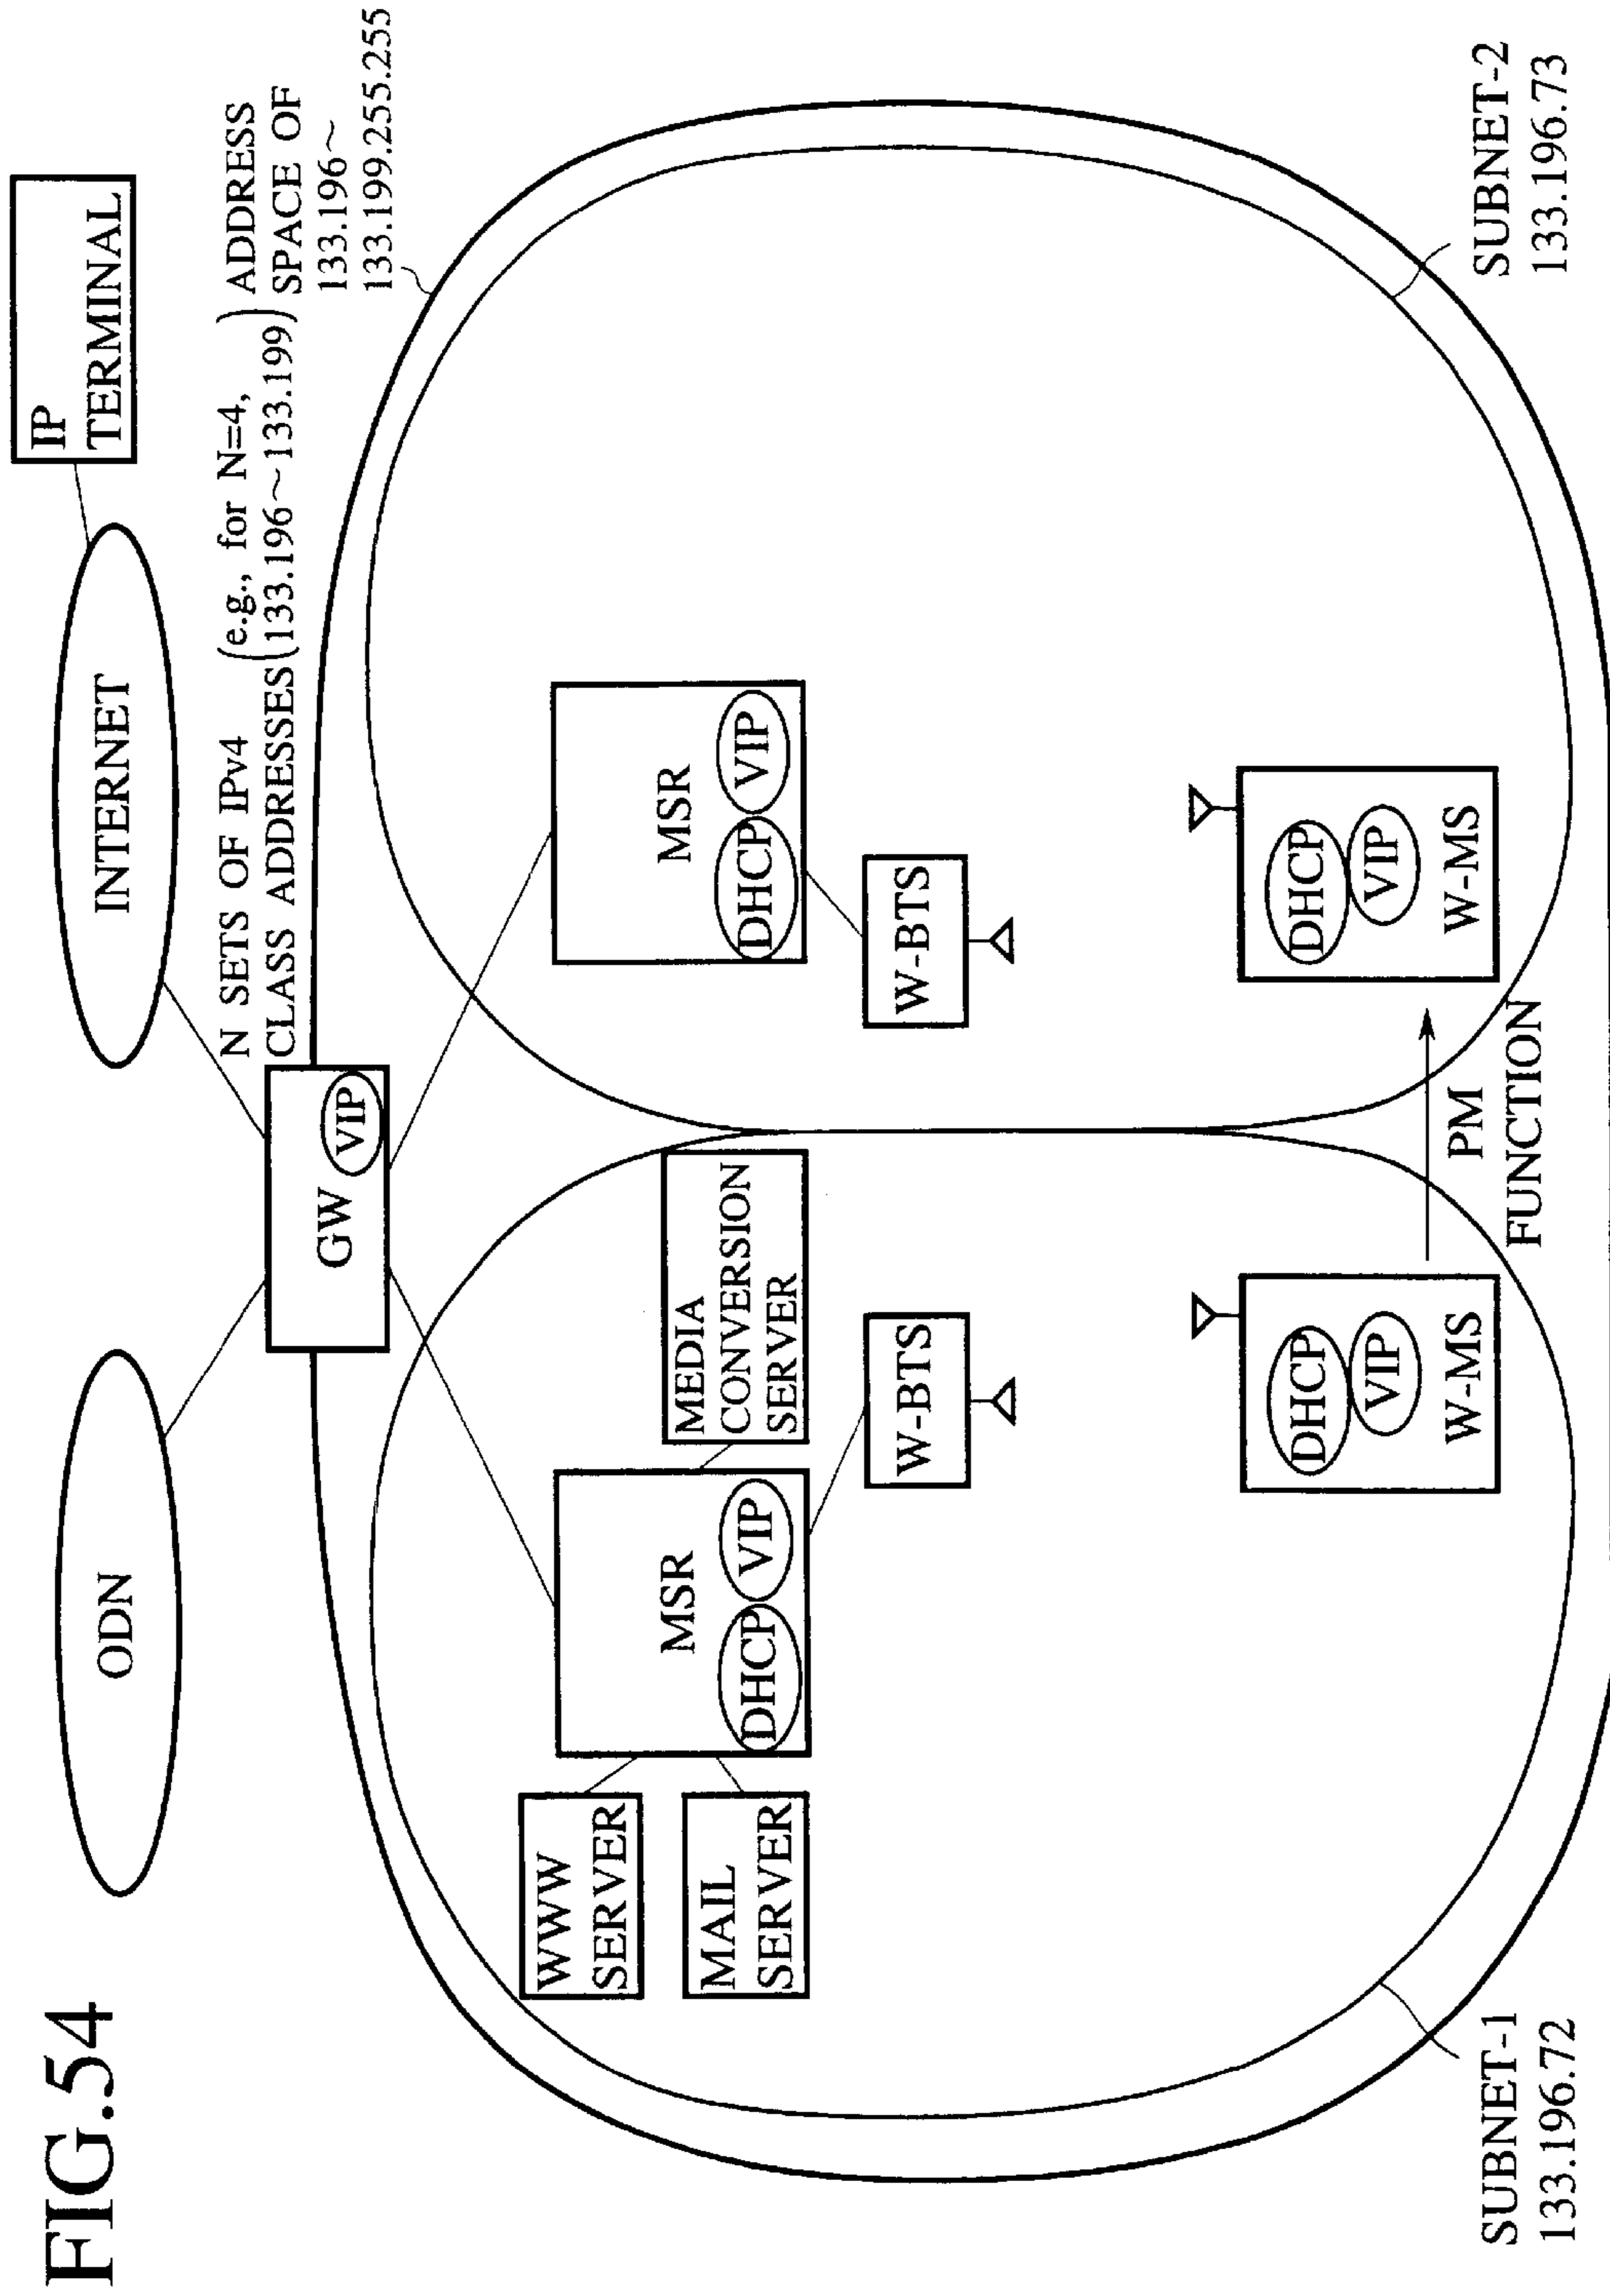 FIG.54
ODN
INTERNET
IP
TERMINAL
GW
VIP
N SETS OF IPv4
CLASS ADDRESSES
(e.g., for N=4,
133.196~133.199)
ADDRESS
SPACE OF
133.196~
133.199.255.255
WWW
SERVER
MAIL
SERVER
MSR
DHCP
VIP
MEDIA
CONVERSION
SERVER
W-BTS
MSR
DHCP
VIP
W-BTS
DHCP
VIP
W-MS
PM
FUNCTION
DHCP
VIP
W-MS
SUBNET-1
133.196.72
SUBNET-2
133.196.73